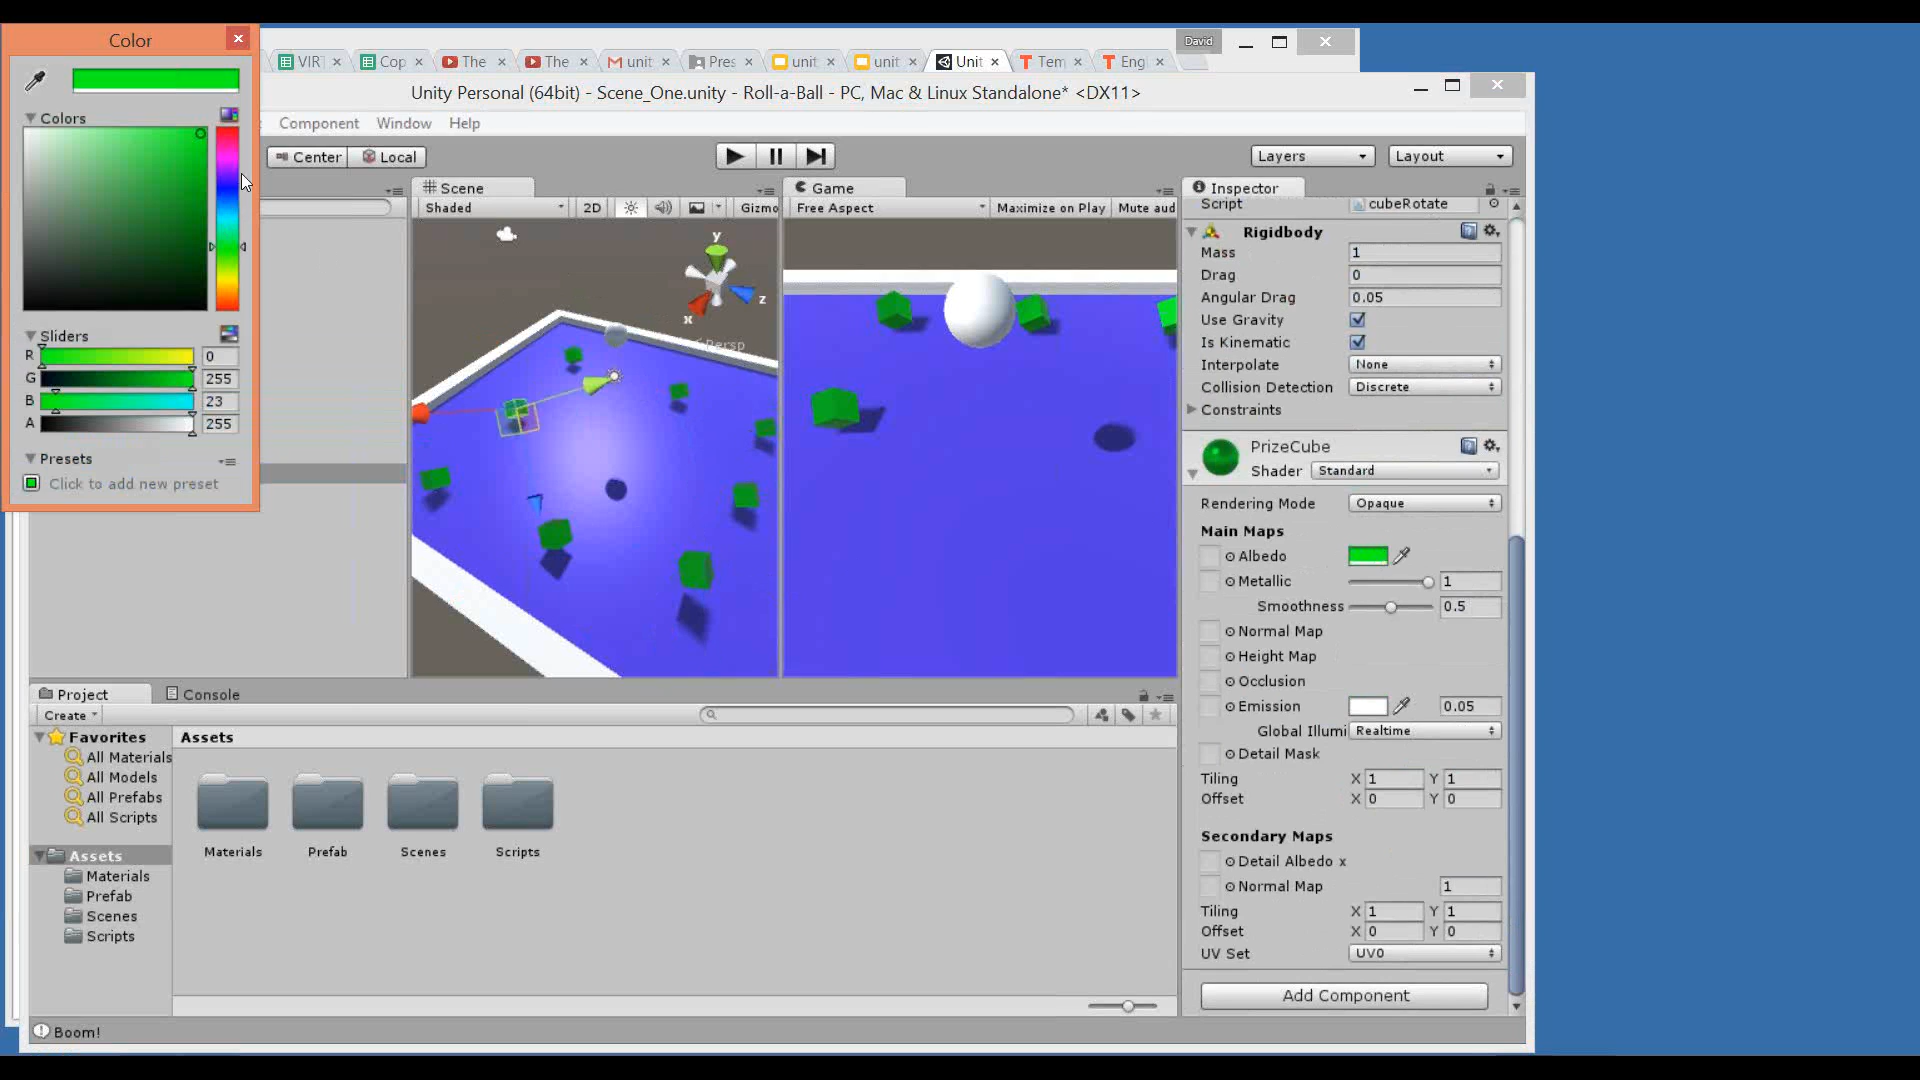 Color
David
VIRT
Cop
The
The
unit
Pres
unit
unit
Unit
Tem
Eng
Unity Personal (64bit) - Scene_One.unity - Roll-a-Ball - PC, Mac & Linux Standalone* <DX11>
Component Window Help
Center Local
Layers Layout
Colors
Sliders
R 0
G 255
B 23
A 255
Presets
Click to add new preset
Scene
Shaded 2D Gizmo
y
z
x
Persp
Game
Free Aspect Maximize on Play Mute aud
Inspector
Script cubeRotate
Rigidbody
Mass 1
Drag 0
Angular Drag 0.05
Use Gravity
Is Kinematic
Interpolate None
Collision Detection Discrete
Constraints
PrizeCube
Shader Standard
Rendering Mode Opaque
Main Maps
Albedo
Metallic 1
Smoothness 0.5
Normal Map
Height Map
Occlusion
Emission 0.05
Global Illumi Realtime
Detail Mask
Tiling X 1 Y 1
Offset X 0 Y 0
Secondary Maps
Detail Albedo x
Normal Map 1
Tiling X 1 Y 1
Offset X 0 Y 0
UV Set UV0
Add Component
Project Console
Create
Favorites
All Materials
All Models
All Prefabs
All Scripts
Assets
Materials
Prefab
Scenes
Scripts
Assets
Materials Prefab Scenes Scripts
Boom!